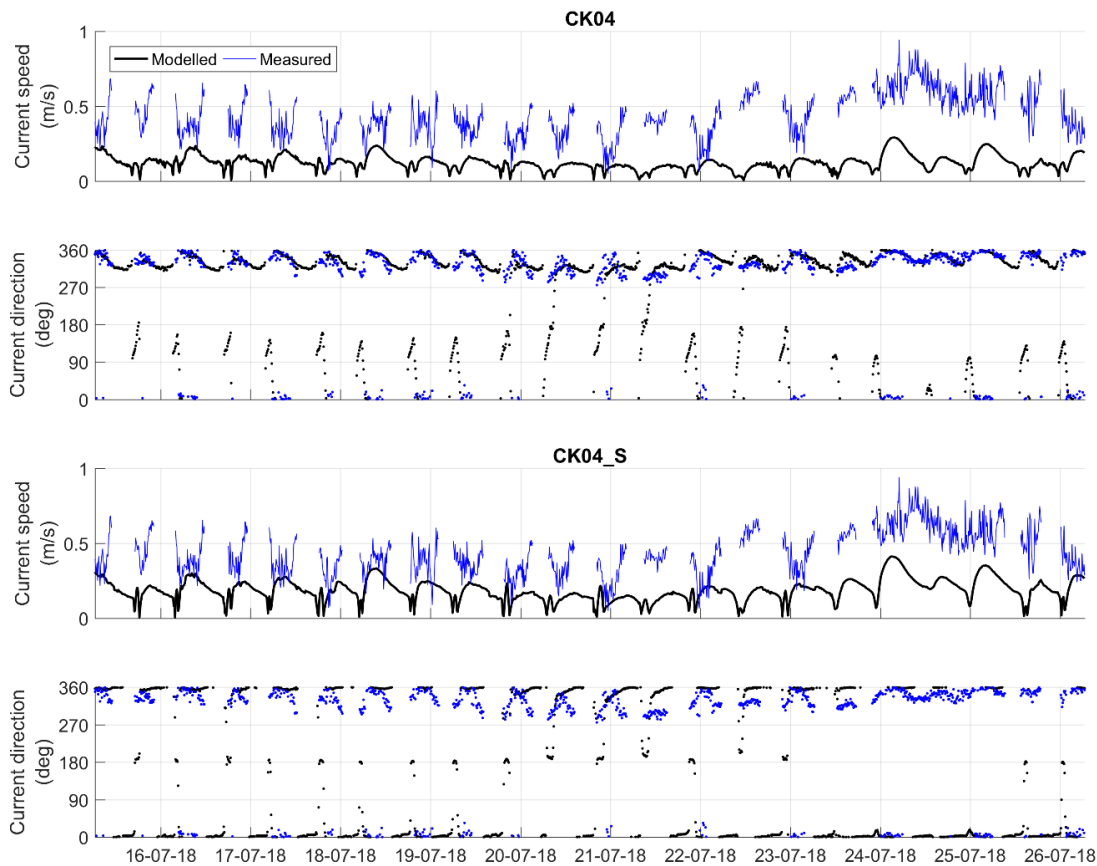 CK04
1
0.5
0
Current speed
(m/s)
Modelled
Measured
360
270
180
90
0
Current direction
(deg)
CK04_S
1
0.5
0
Current speed
(m/s)
360
270
180
90
0
Current direction
(deg)
16-07-18 17-07-18 18-07-18 19-07-18 20-07-18 21-07-18 22-07-18 23-07-18 24-07-18 25-07-18 26-07-18